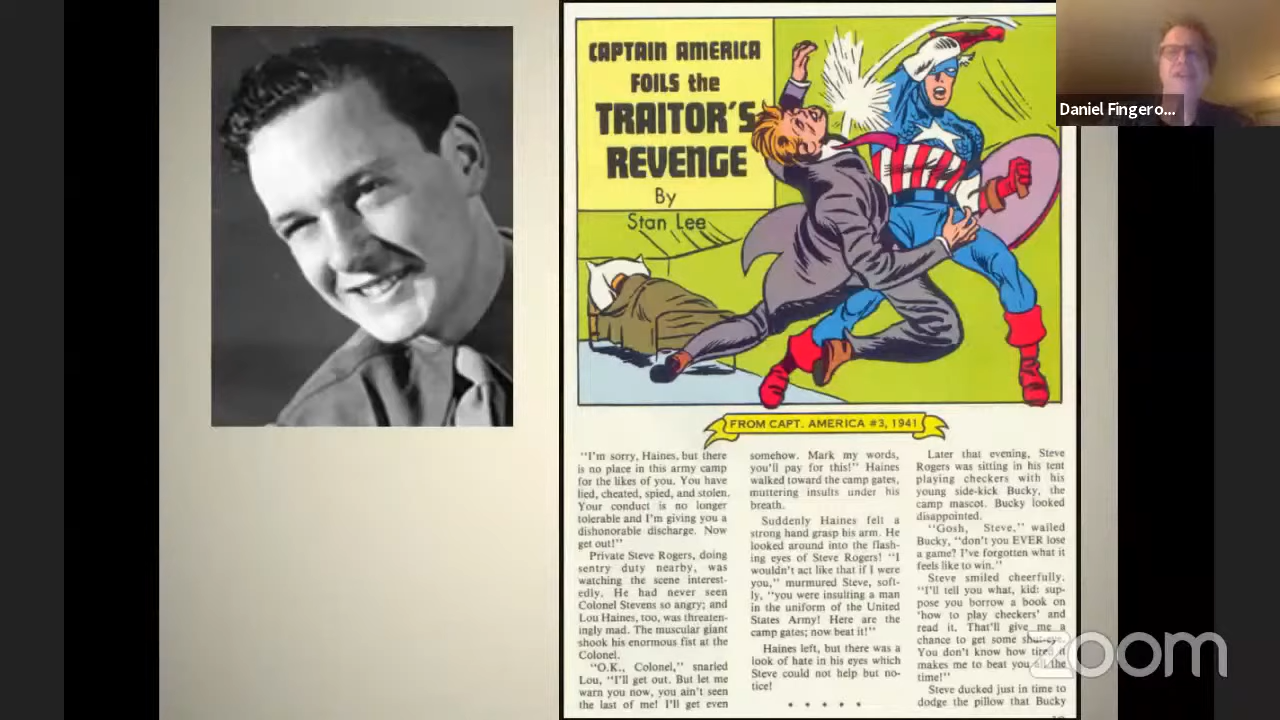 CAPTAIN AMERICA
FOILS the
TRAITOR'S
REVENGE
By
Stan Lee
Daniel Fingero...
FROM CAPT. AMERICA #3, 1941
"I'm sorry, Haines, but there
is no place in this army camp
for the likes of you. You have
lied, cheated, spied, and stolen.
Your conduct is no longer
tolerable and I'm giving you a
dishonorable discharge. Now
get out!"
Private Steve Rogers, doing
sentry duty nearby, was
watching the scene interest-
edly. He had never seen
Colonel Stevens so angry; and
Lou Haines, too, was threaten-
ingly mad. The muscular giant
shook his enormous fist at the
Colonel.
"O.K., Colonel," snarled
Lou, "I'll get out. But let me
warn you now, you ain't seen
the last of me! I'll get even
somehow. Mark my words,
you'll pay for this!" Haines
walked toward the camp gates,
muttering insults under his
breath.
Suddenly Haines felt a
strong hand grasp his arm. He
looked around into the flash-
ing eyes of Steve Rogers! "I
wouldn't act like that if I were
you," murmured Steve, soft-
ly, "you were insulting a man
in the uniform of the United
States Army! Here are the
camp gates; now beat it!"
Haines left, but there was a
look of hate in his eyes which
Steve could not help but no-
tice!
* * * * *
Later that evening, Steve
Rogers was sitting in his tent
playing checkers with his
young side-kick Bucky, the
camp mascot. Bucky looked
disappointed.
"Gosh, Steve," wailed
Bucky, "don't you EVER lose
a game? I've forgotten what it
feels like to win."
Steve smiled cheerfully.
"I'll tell you what, kid: sup-
pose you borrow a book on
'how to play checkers' and
read it. That'll give me a
chance to get some shut-eye.
You don't know how tired it
makes me to beat you all the
time!"
Steve ducked just in time to
dodge the pillow that Bucky
zoom